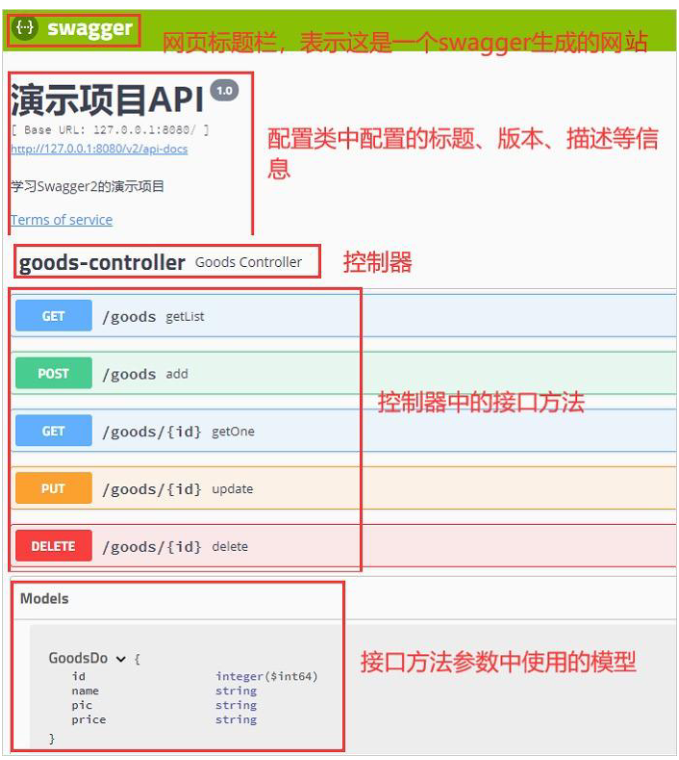 {···} swagger
网页标题栏，表示这是一个swagger生成的网站
演示项目API 1.0
[ Base URL: 127.0.0.1:8080/ ]
http://127.0.0.1:8080/v2/api-docs
学习Swagger2的演示项目
Terms of service
配置类中配置的标题、版本、描述等信
息
goods-controller Goods Controller
控制器
GET /goods getList
POST /goods add
GET /goods/{id} getOne
PUT /goods/{id} update
DELETE /goods/{id} delete
控制器中的接口方法
Models
GoodsDo {
id integer($int64)
name string
pic string
price string
}
接口方法参数中使用的模型